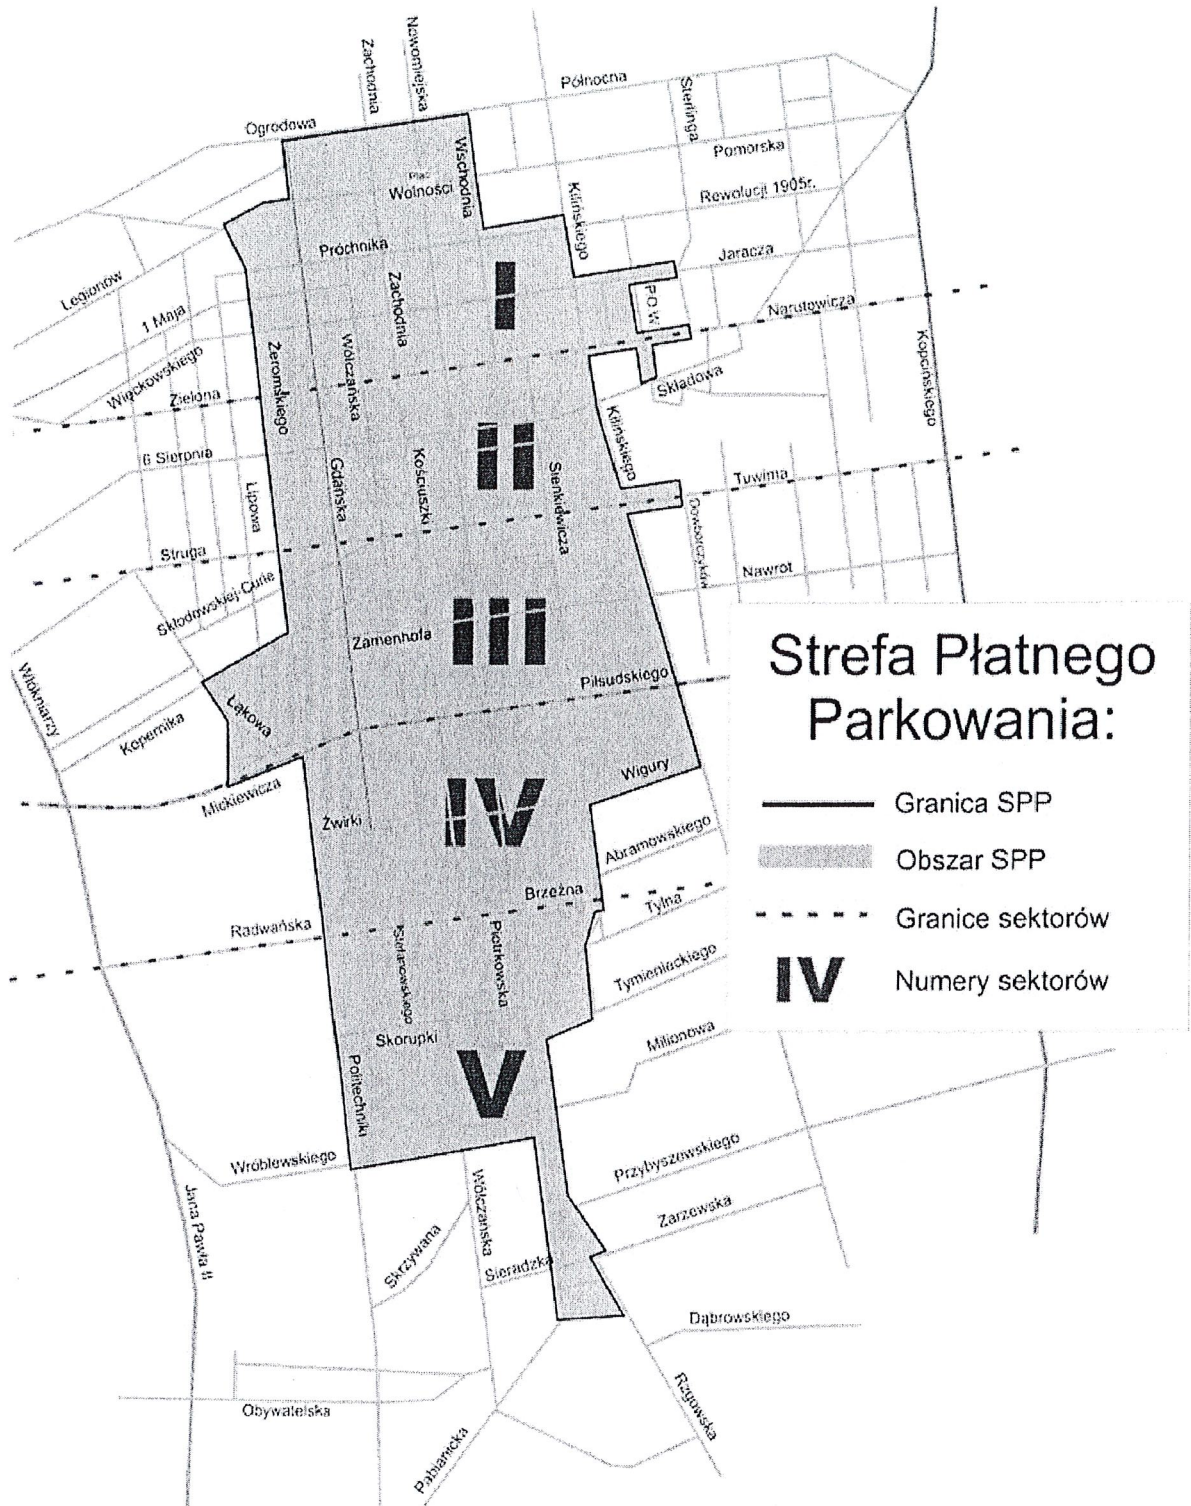 Nowomiejska
Zachodnia
Północna
Sterlinga
Ogrodowa
Wschodnia
Pomorska
Plac
Wolności
Kilińskiego
Rewolucji 1905r.
Próchnika
Jaracza
Legionów
Zachodnia
I
P.O.W.
Narutowicza
1 Maja
Wólczańska
Kopcińskiego
Żeromskiego
Więckowskiego
Zielona
Składowa
Kilińskiego
II
6 Sierpnia
Gdańska
Kościuszki
Sienkiewicza
Lipowa
Tuwima
Dowborczyków
Struga
Nawrot
Skłodowskiej-Curie
III
Zamenhofa
Włókniarzy
Piłsudskiego
Łąkowa
Kopernika
Mickiewicza
Wigury
IV
Żwirki
Abramowskiego
Brzeźna
Tylna
Radwańska
Stefanowskiego
Piotrkowska
Tymienieckiego
Skorupki
Milionowa
Politechniki
V
Wróblewskiego
Przybyszewskiego
Jana Pawła II
Wólczańska
Zarzewska
Skrzywana
Sieradzka
Dąbrowskiego
Rzgowska
Obywatelska
Pabianicka
Strefa Płatnego
Parkowania:
Granica SPP
Obszar SPP
Granice sektorów
IV Numery sektorów